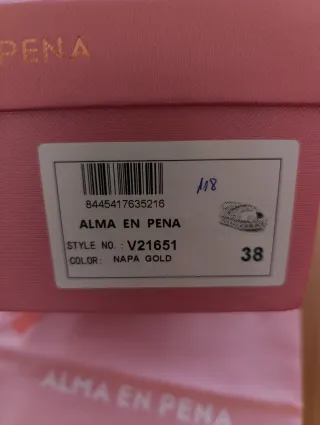 PENA
118
8445417635216
ALMA EN PENA
STYLE NO. : V21651
COLOR: NAPA GOLD
38
ALMA EN PENA